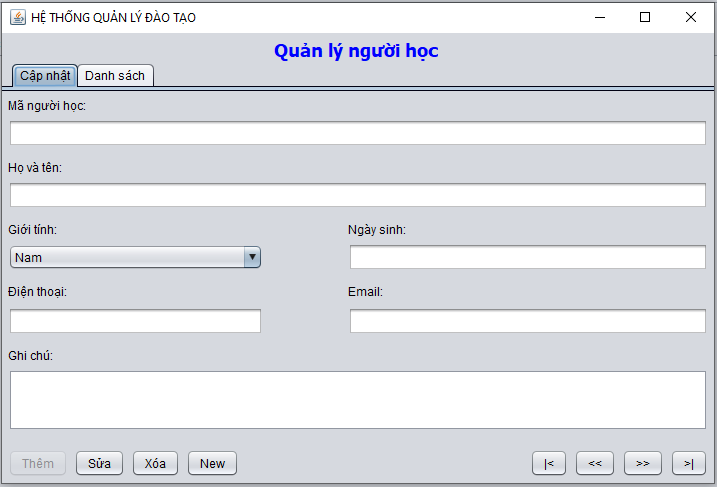 HỆ THỐNG QUẢN LÝ ĐÀO TẠO
Quản lý người học
Cập nhật Danh sách
Mã người học:
Họ và tên:
Giới tính: Ngày sinh:
Nam
Điện thoại: Email:
Ghi chú:
Thêm Sửa Xóa New |< << >> >|